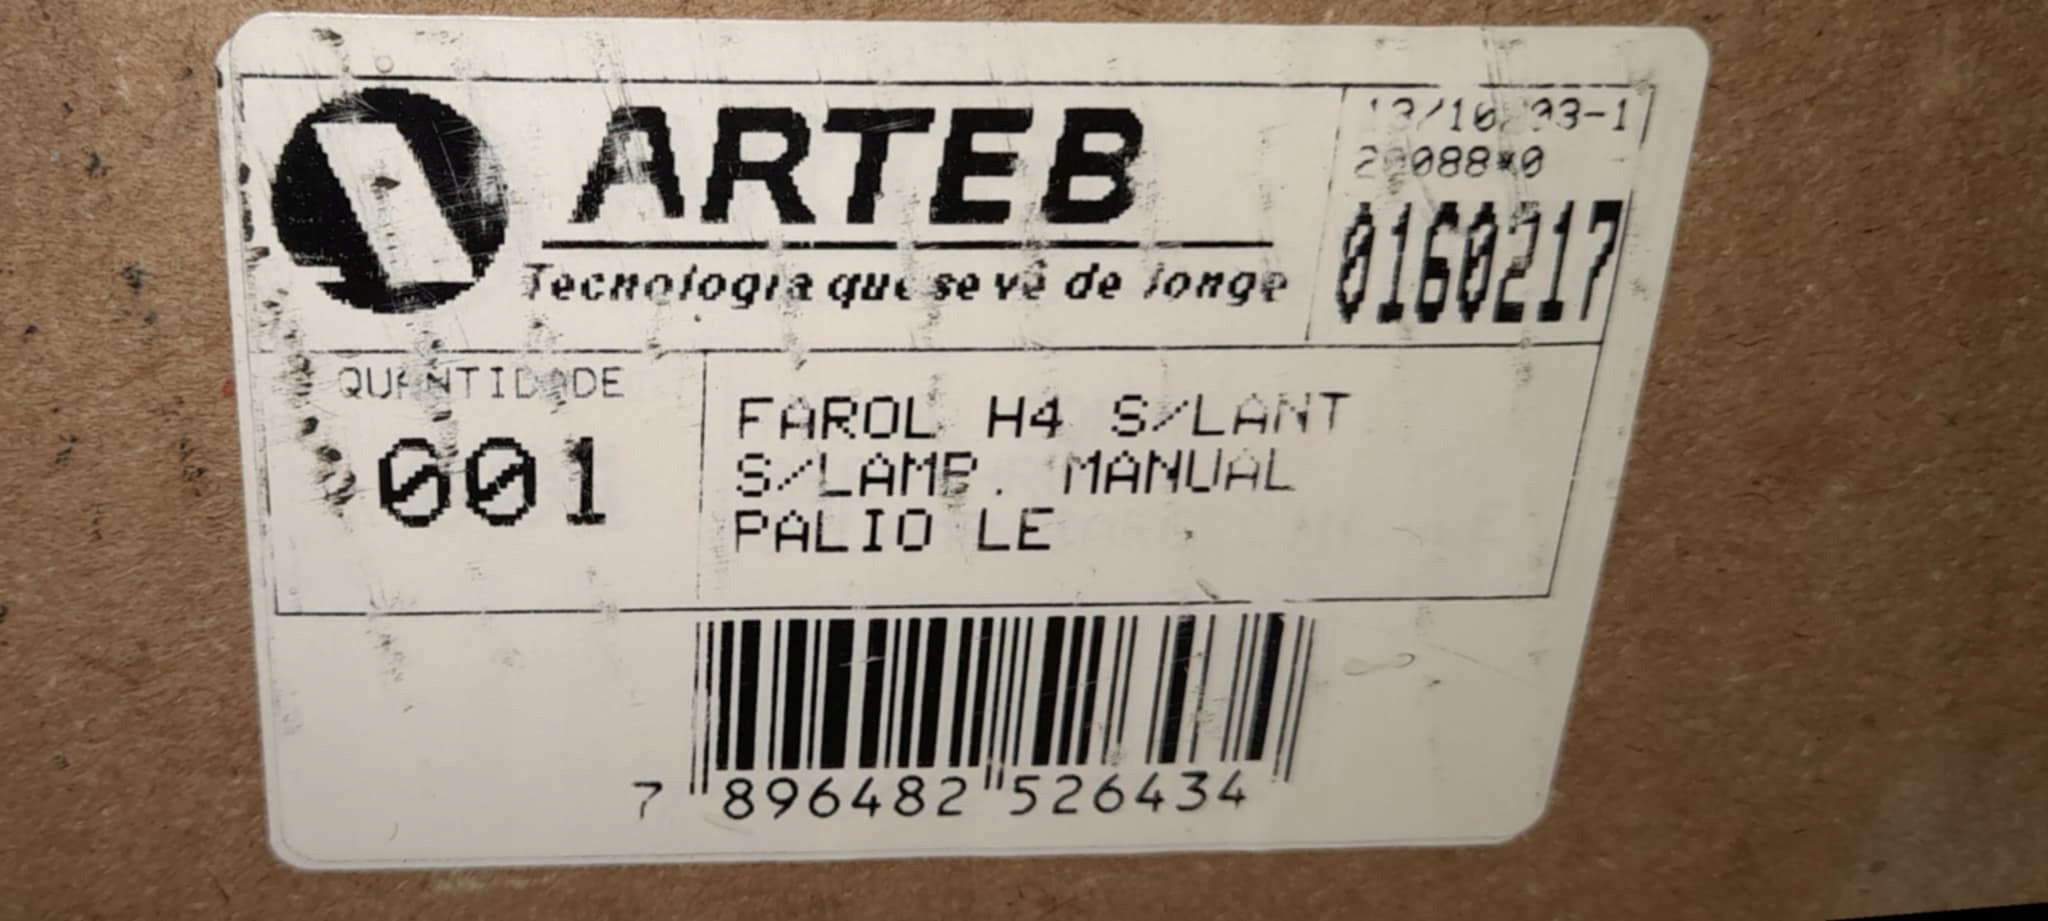 ARTEB
Tecnologia que se vê de longe
0160217
QUANTIDADE
001
FAROL H4 S/LANT
S/LAMP. MANUAL
PALIO LE
7 896482 526434